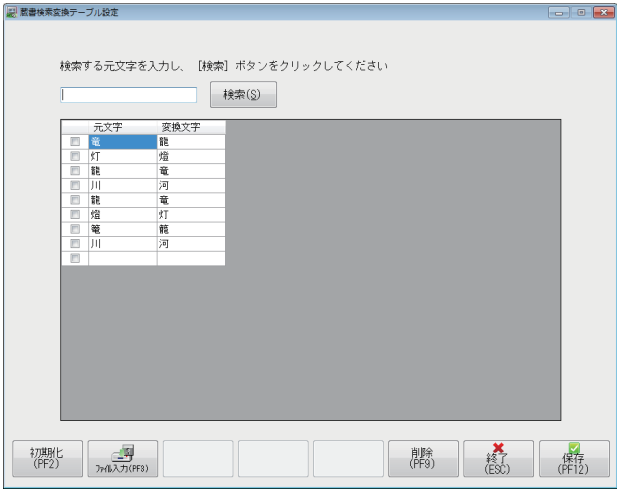 蔵書検索変換テーブル設定
検索する元文字を入力し、［検索］ボタンをクリックしてください
検索(S)
元文字 変換文字
竜 龍
灯 燈
龍 竜
川 河
龍 竜
燈 灯
篭 籠
川 河
初期化
(PF2)
ファイル入力(PF3)
削除
(PF9)
終了
(ESC)
保存
(PF12)